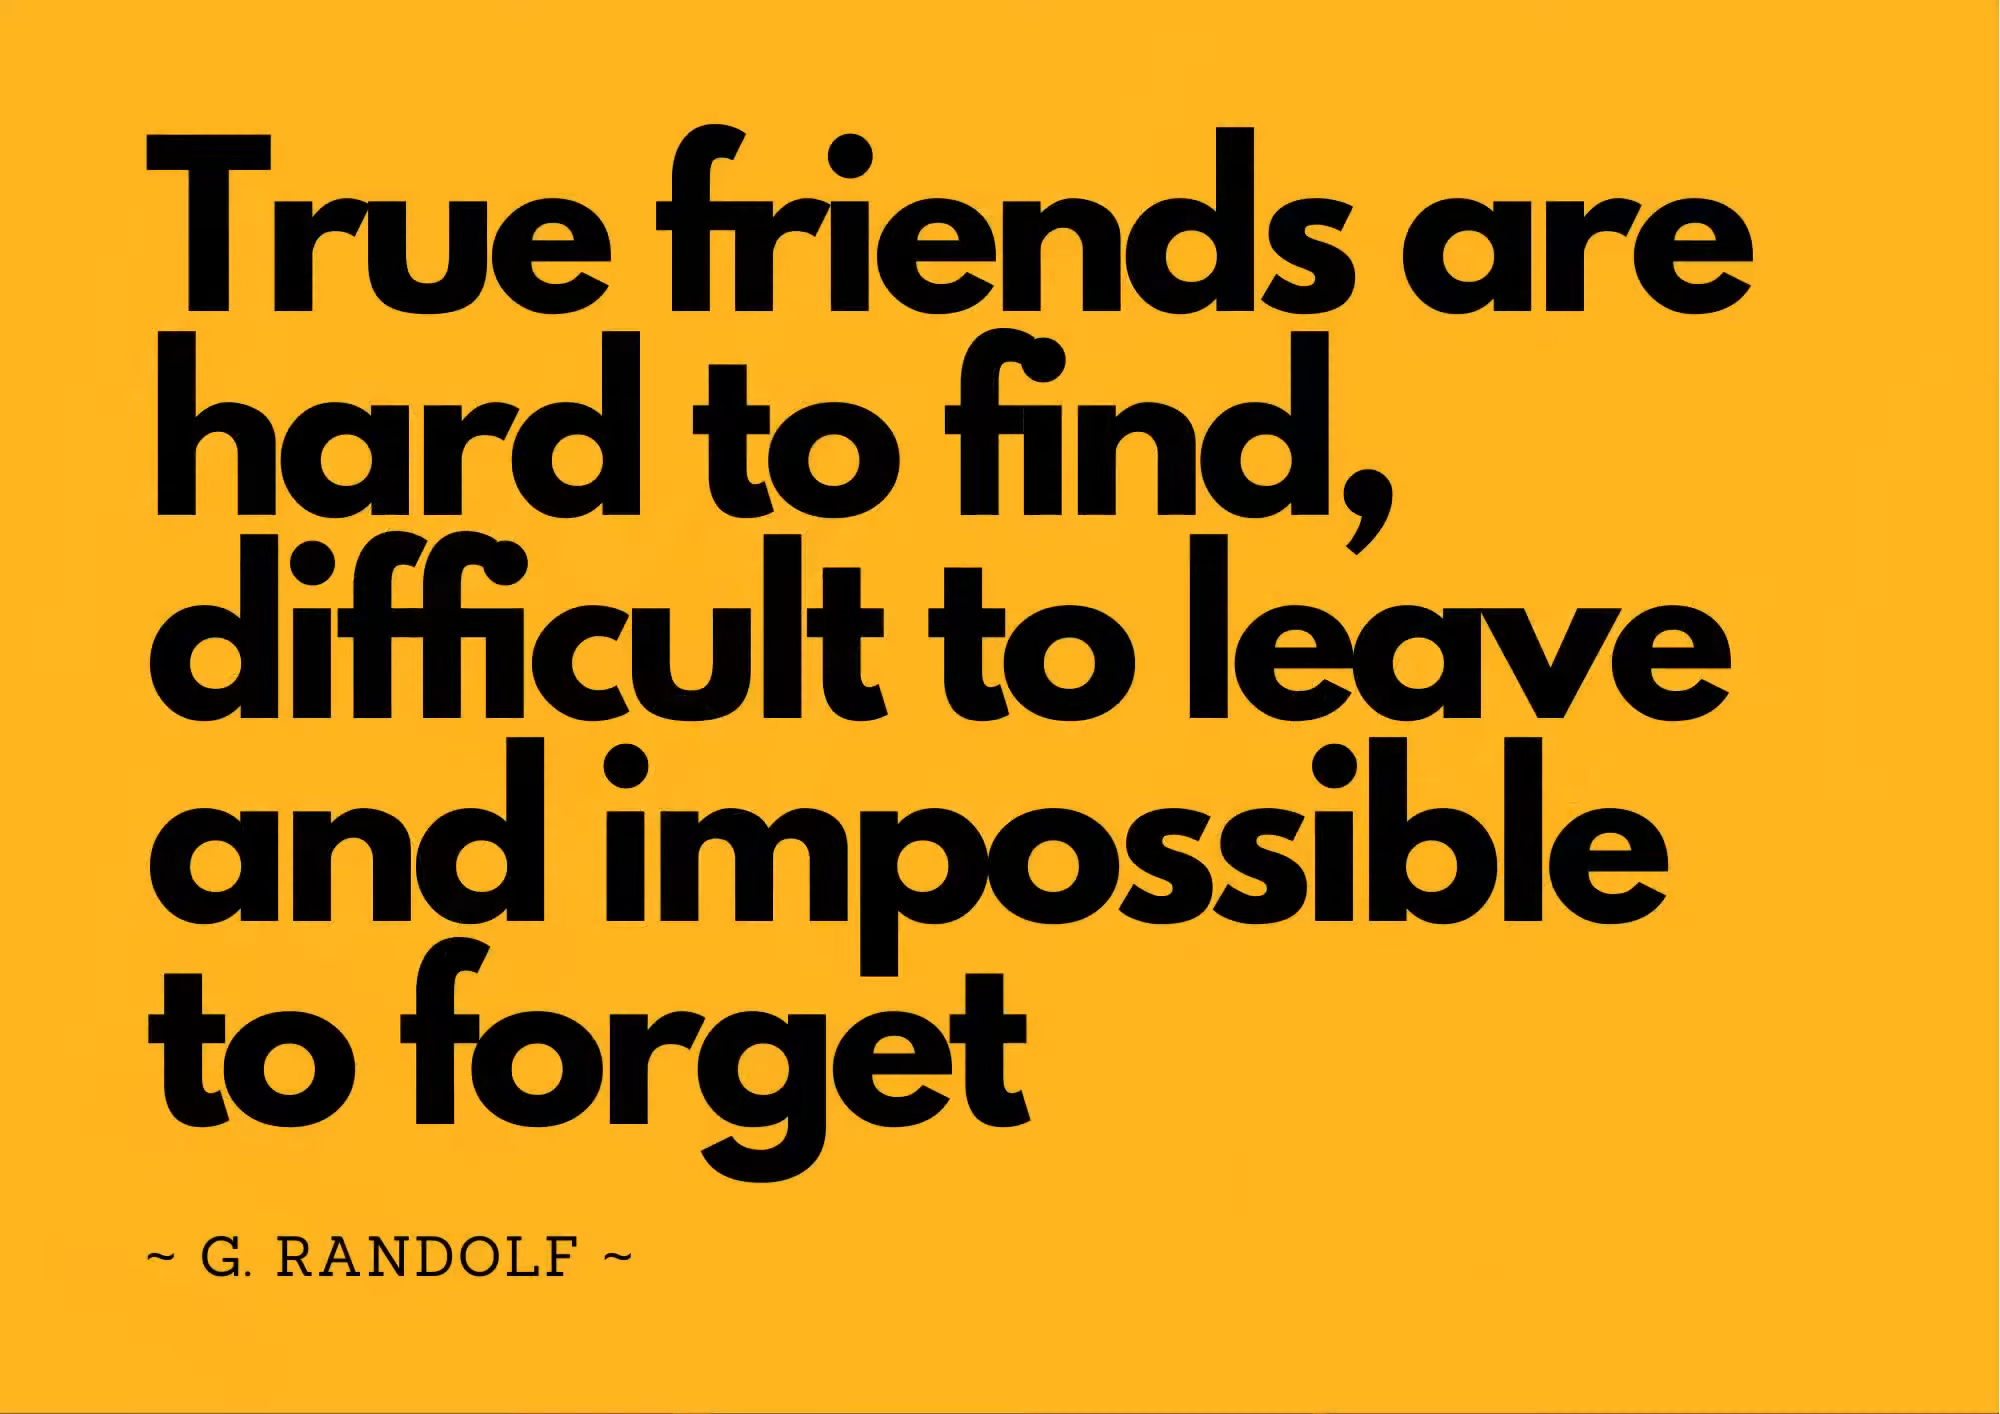 True friends are
hard to find,
difficult to leave
and impossible
to forget
~ G. RANDOLF ~